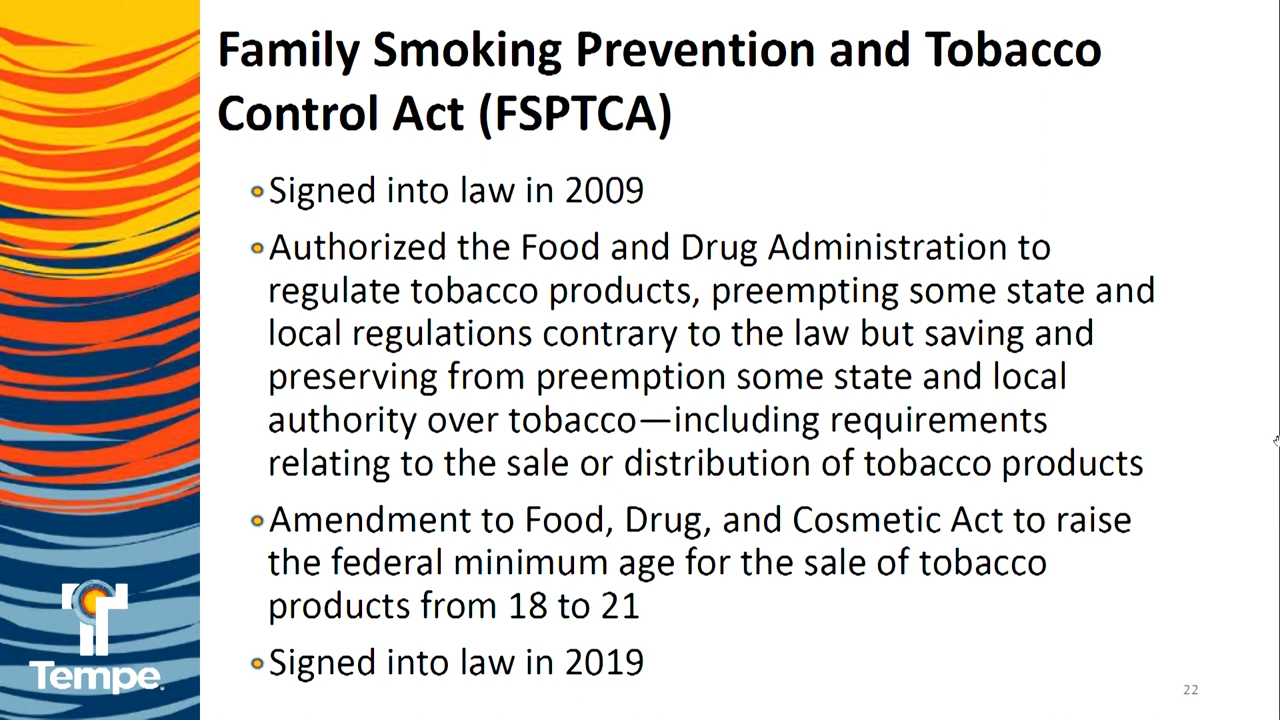 Family Smoking Prevention and Tobacco
Control Act (FSPTCA)
Signed into law in 2009
Authorized the Food and Drug Administration to
regulate tobacco products, preempting some state and
local regulations contrary to the law but saving and
preserving from preemption some state and local
authority over tobacco—including requirements
relating to the sale or distribution of tobacco products
Amendment to Food, Drug, and Cosmetic Act to raise
the federal minimum age for the sale of tobacco
products from 18 to 21
Signed into law in 2019
Tempe
22